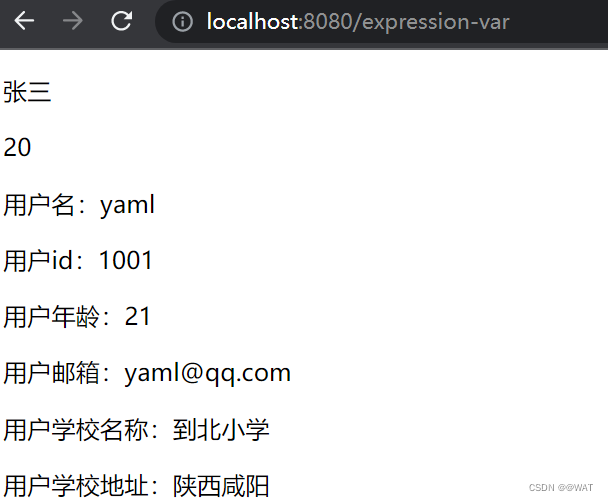 localhost:8080/expression-var
张三
20
用户名：yaml
用户id：1001
用户年龄：21
用户邮箱：yaml@qq.com
用户学校名称：到北小学
用户学校地址：陕西咸阳
CSDN @@WAT